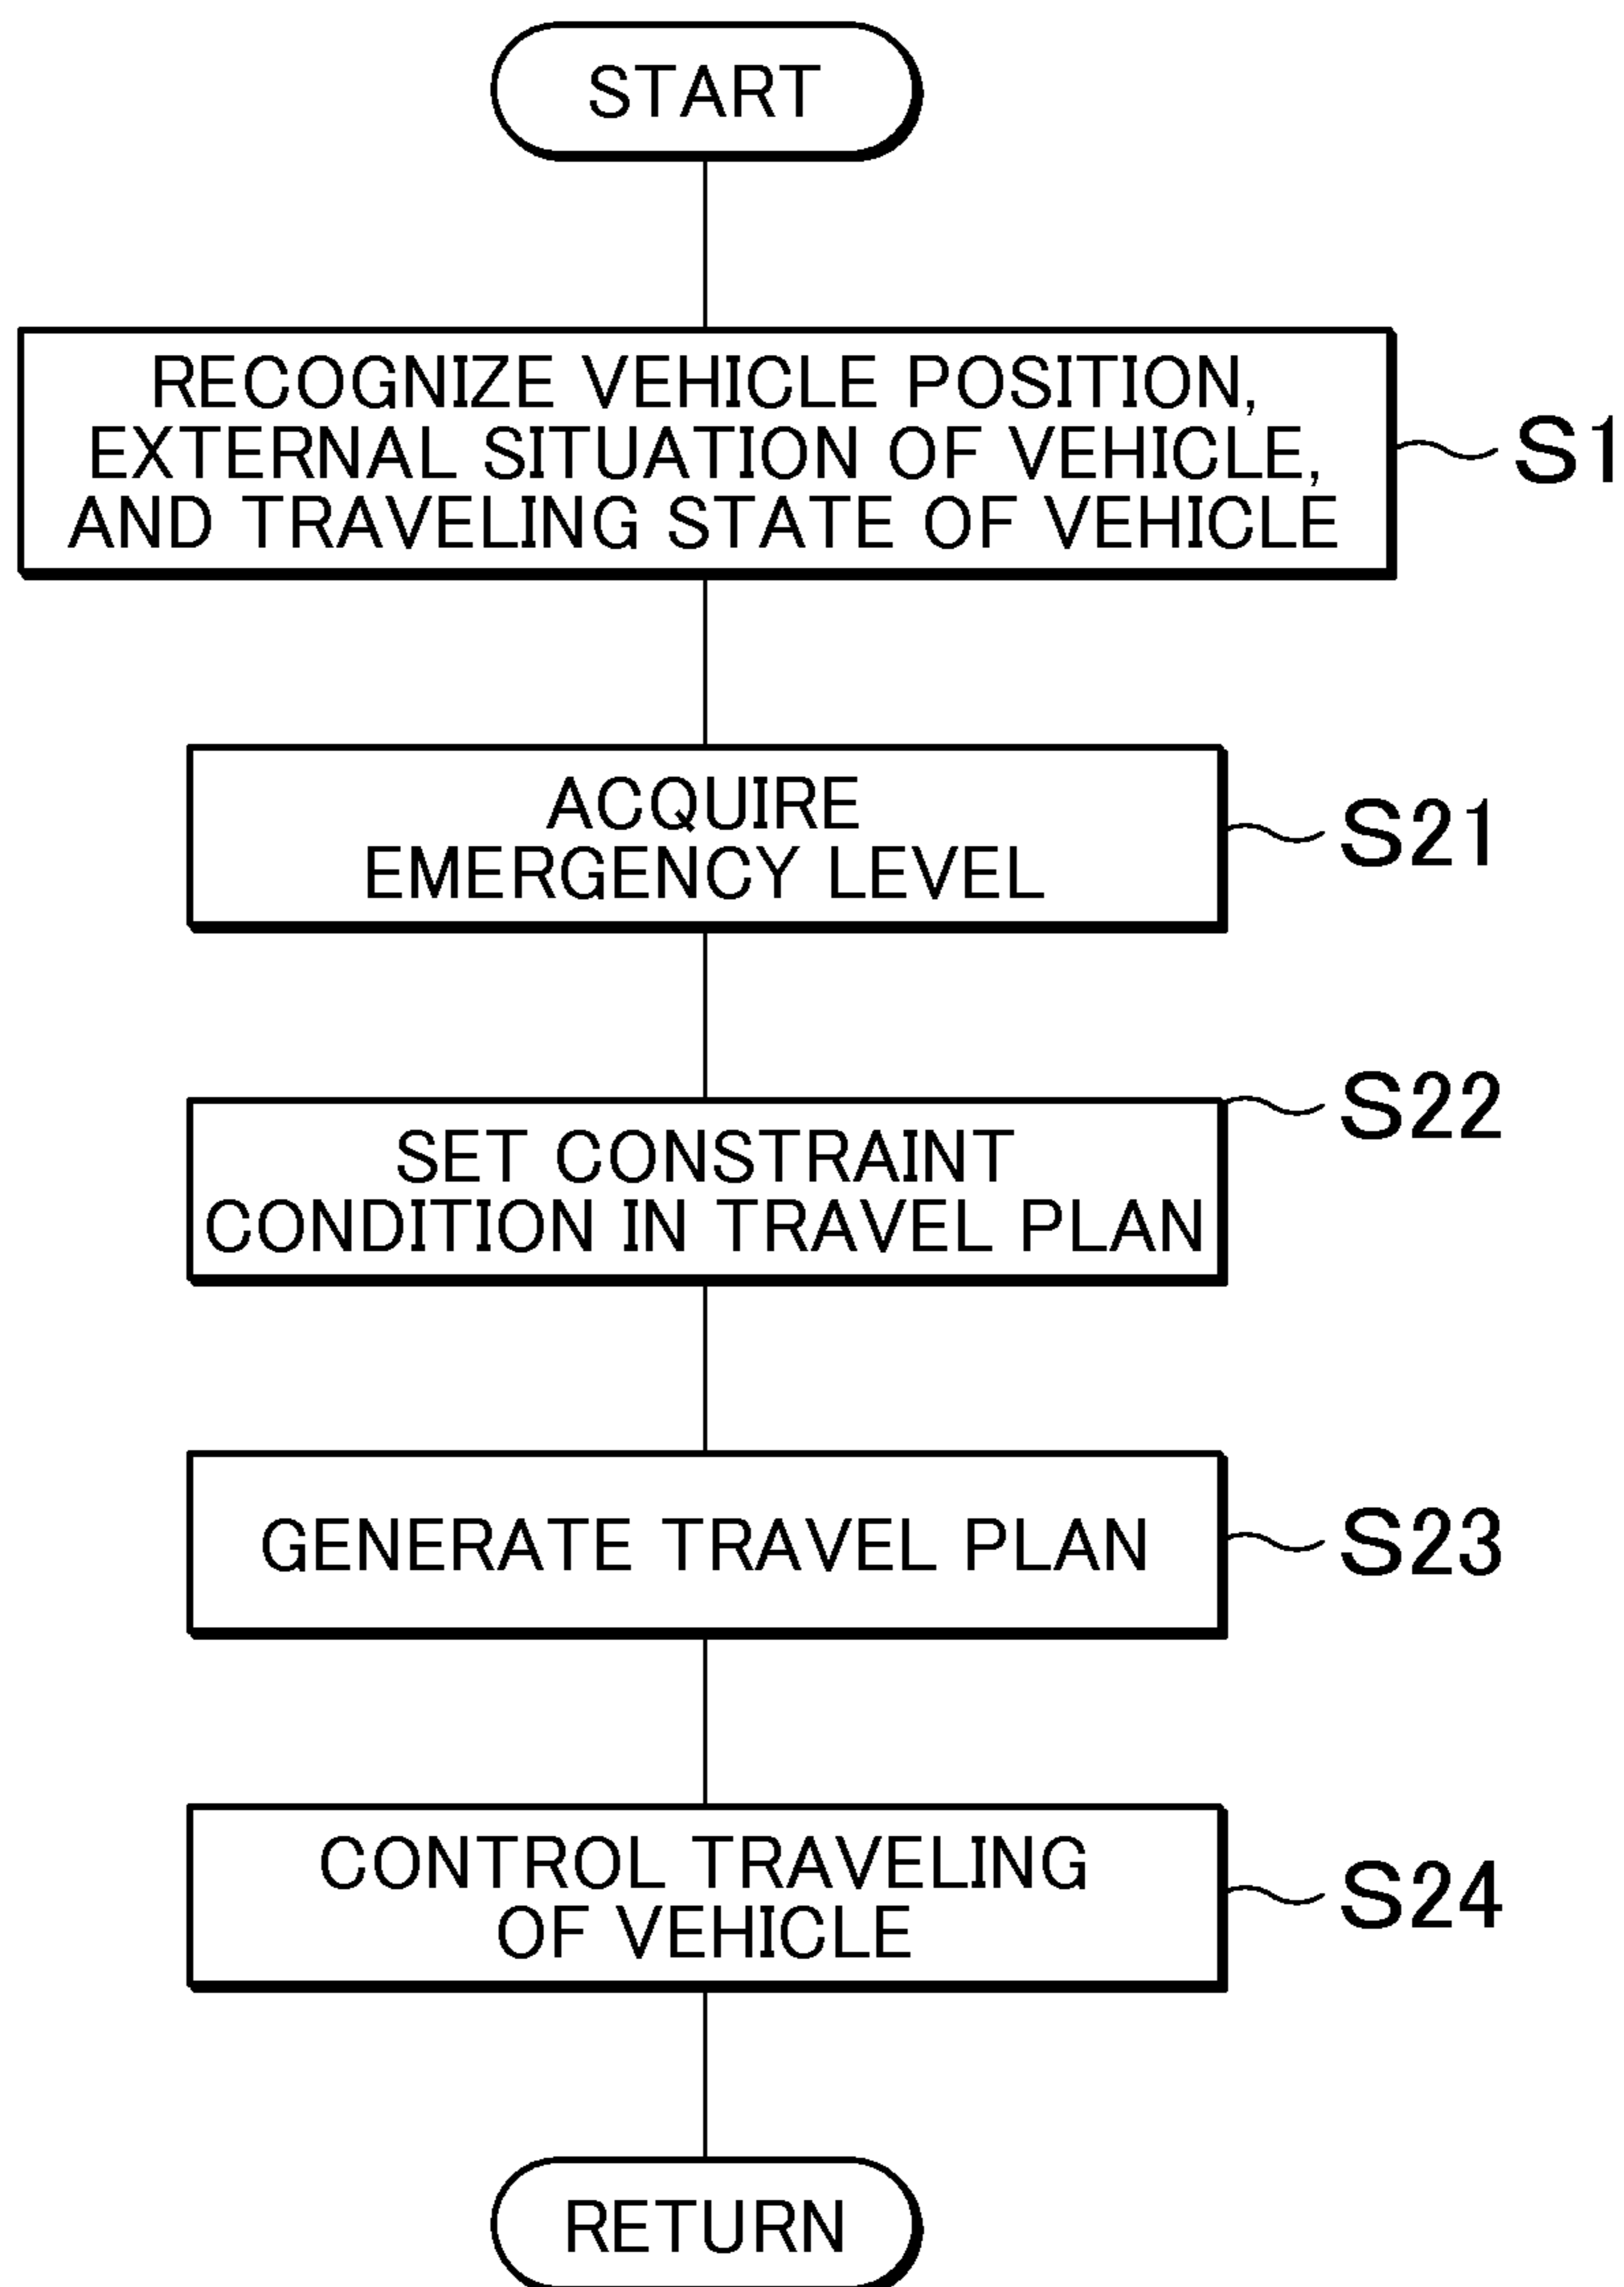 START
RECOGNIZE VEHICLE POSITION,
EXTERNAL SITUATION OF VEHICLE,
AND TRAVELING STATE OF VEHICLE
S1
ACQUIRE
EMERGENCY LEVEL
S21
SET CONSTRAINT
CONDITION IN TRAVEL PLAN
S22
GENERATE TRAVEL PLAN
S23
CONTROL TRAVELING
OF VEHICLE
S24
RETURN